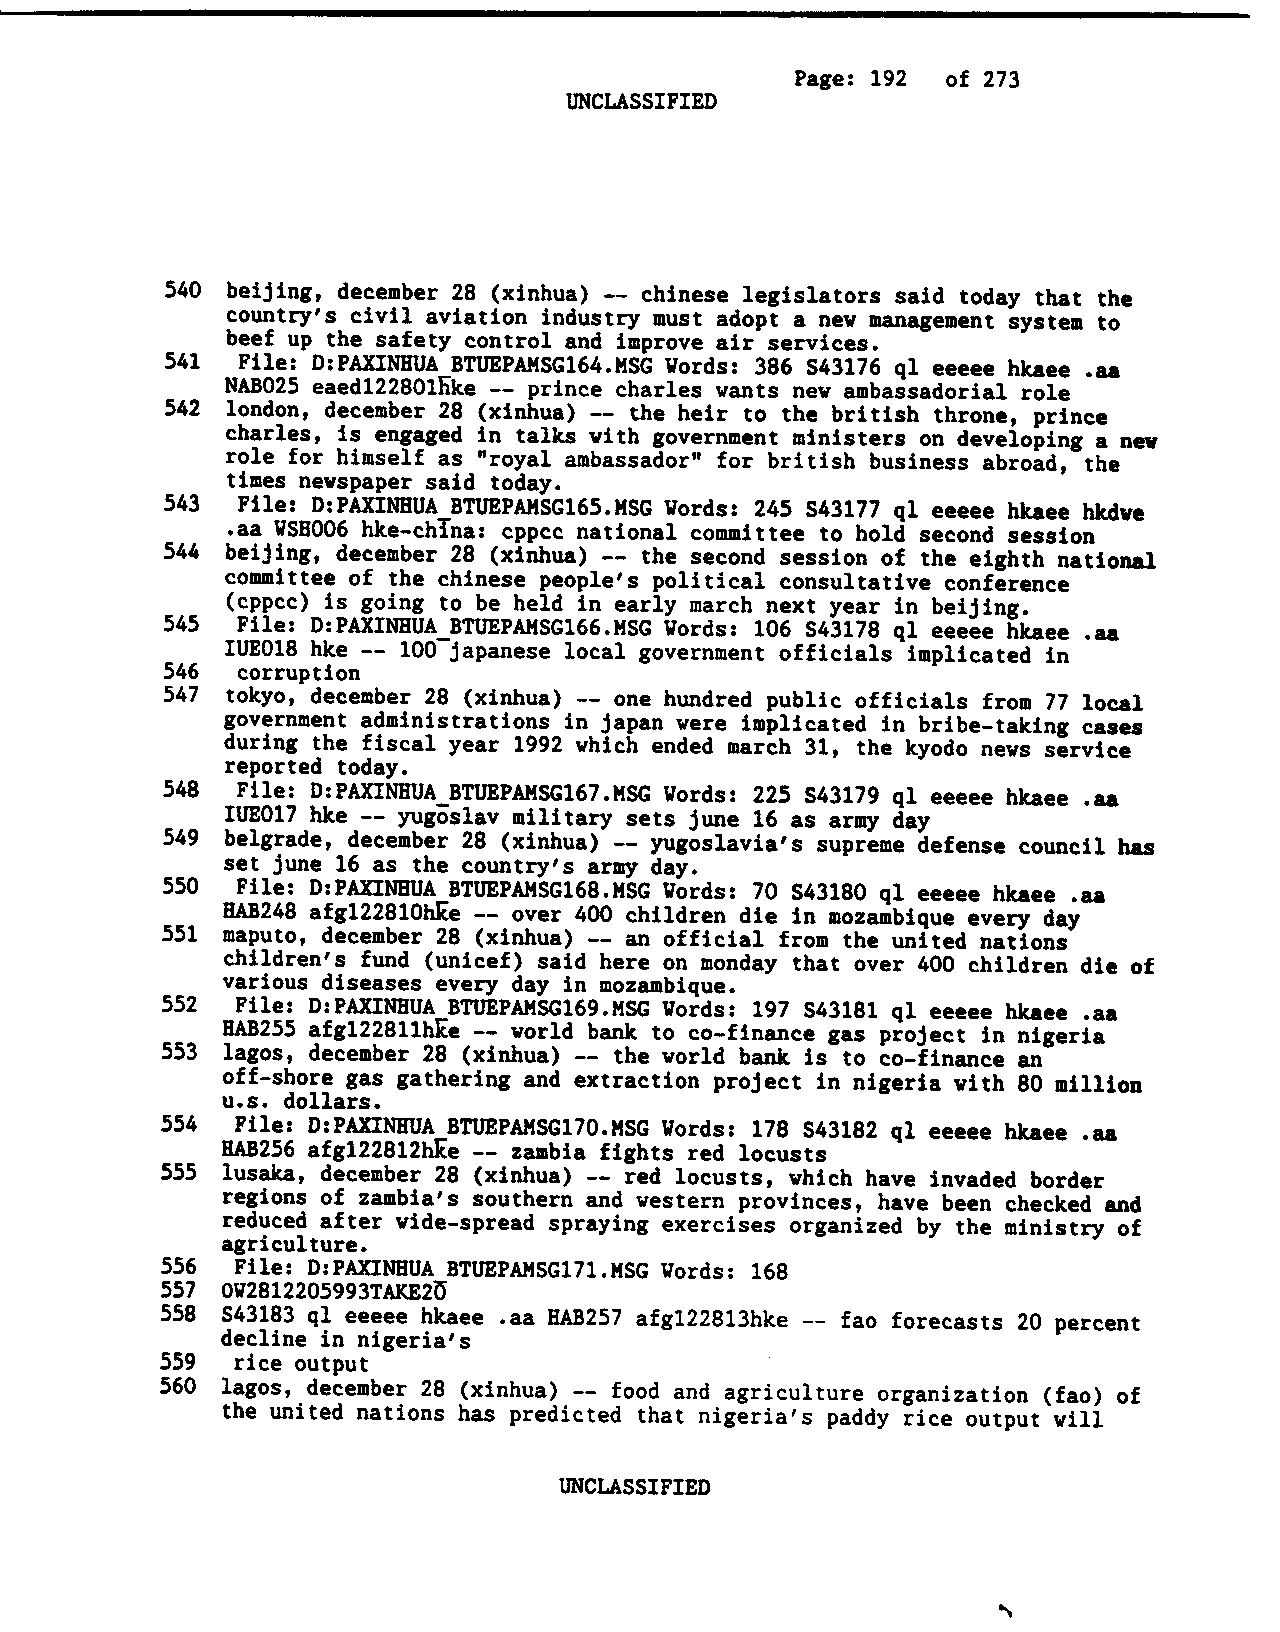 Page: 192 of 273
UNCLASSIFIED
540 beijing, december 28 (xinhua) -- chinese legislators said today that the
country's civil aviation industry must adopt a new management system to
beef up the safety control and improve air services.
541 File: D:PAXINHUA_BTUEPAMSG164.MSG Words: 386 S43176 ql eeeee hkaee .aa
NAB025 eaed122801hke -- prince charles wants new ambassadorial role
542 london, december 28 (xinhua) -- the heir to the british throne, prince
charles, is engaged in talks with government ministers on developing a new
role for himself as "royal ambassador" for british business abroad, the
times newspaper said today.
543 File: D:PAXINHUA_BTUEPAMSG165.MSG Words: 245 S43177 ql eeeee hkaee hkdwe
.aa WSH006 hke-china: cppcc national committee to hold second session
544 beijing, december 28 (xinhua) -- the second session of the eighth national
committee of the chinese people's political consultative conference
(cppcc) is going to be held in early march next year in beijing.
545 File: D:PAXINHUA_BTUEPAMSG166.MSG Words: 106 S43178 ql eeeee hkaee .aa
IUE018 hke -- 100 japanese local government officials implicated in
546 corruption
547 tokyo, december 28 (xinhua) -- one hundred public officials from 77 local
government administrations in japan were implicated in bribe-taking cases
during the fiscal year 1992 which ended march 31, the kyodo news service
reported today.
548 File: D:PAXINHUA_BTUEPAMSG167.MSG Words: 225 S43179 ql eeeee hkaee .aa
IUE017 hke -- yugoslav military sets june 16 as army day
549 belgrade, december 28 (xinhua) -- yugoslavia's supreme defense council has
set june 16 as the country's army day.
550 File: D:PAXINHUA_BTUEPAMSG168.MSG Words: 70 S43180 ql eeeee hkaee .aa
HAB248 afgl122810hke -- over 400 children die in mozambique every day
551 maputo, december 28 (xinhua) -- an official from the united nations
children's fund (unicef) said here on monday that over 400 children die of
various diseases every day in mozambique.
552 File: D:PAXINHUA_BTUEPAMSG169.MSG Words: 197 S43181 ql eeeee hkaee .aa
HAB255 afgl122811hke -- world bank to co-finance gas project in nigeria
553 lagos, december 28 (xinhua) -- the world bank is to co-finance an
off-shore gas gathering and extraction project in nigeria with 80 million
u.s. dollars.
554 File: D:PAXINHUA_BTUEPAMSG170.MSG Words: 178 S43182 ql eeeee hkaee .aa
HAB256 afgl122812hke -- zambia fights red locusts
555 lusaka, december 28 (xinhua) -- red locusts, which have invaded border
regions of zambia's southern and western provinces, have been checked and
reduced after wide-spread spraying exercises organized by the ministry of
agriculture.
556 File: D:PAXINHUA_BTUEPAMSG171.MSG Words: 168
557 OW2812205993TAKE20
558 S43183 ql eeeee hkaee .aa HAB257 afgl122813hke -- fao forecasts 20 percent
decline in nigeria's
559 rice output
560 lagos, december 28 (xinhua) -- food and agriculture organization (fao) of
the united nations has predicted that nigeria's paddy rice output will
UNCLASSIFIED